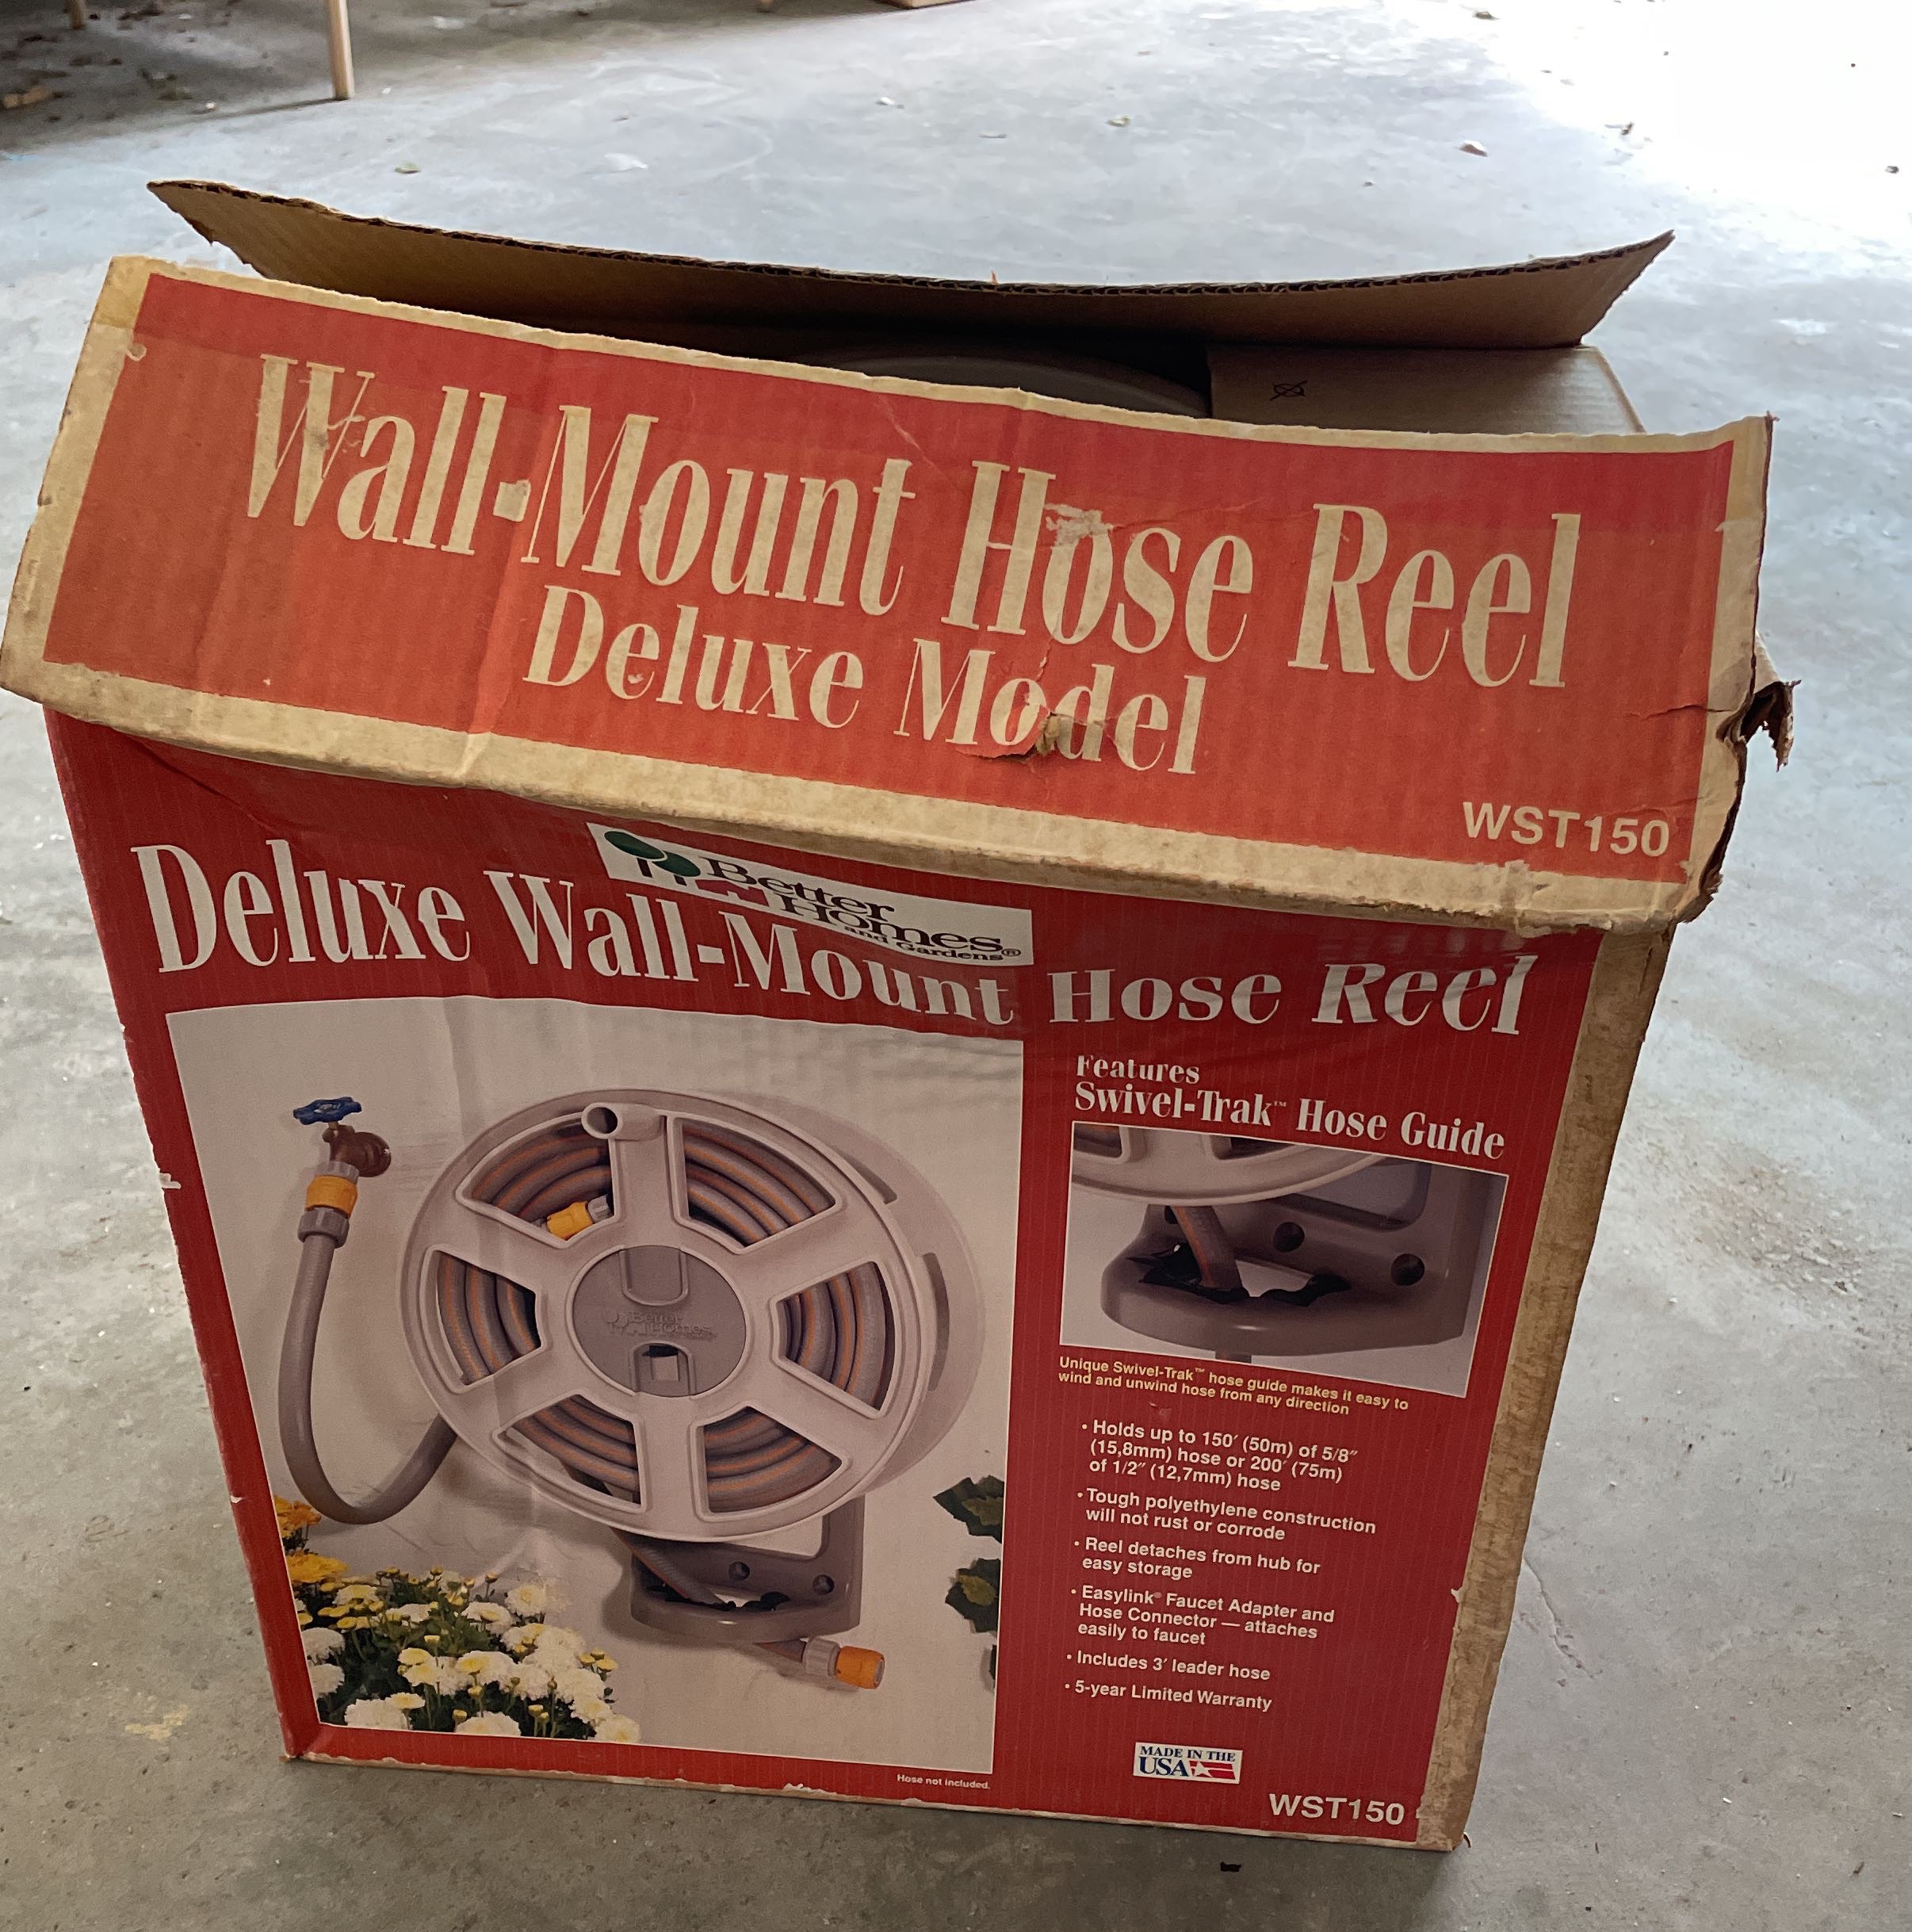 Wall-Mount Hose Reel
Deluxe Model
WST150
Better
Homes
and Gardens®
Deluxe Wall-Mount Hose Reel
Features
Swivel-Trak™ Hose Guide
Better
Homes
Unique Swivel-Trak™ hose guide makes it easy to
wind and unwind hose from any direction
• Holds up to 150′ (50m) of 5/8″
(15,8mm) hose or 200′ (75m)
of 1/2″ (12,7mm) hose
• Tough polyethylene construction
will not rust or corrode
• Reel detaches from hub for
easy storage
• Easylink® Faucet Adapter and
Hose Connector — attaches
easily to faucet
• Includes 3′ leader hose
• 5-year Limited Warranty
MADE IN THE
USA
Hose not included.
WST150